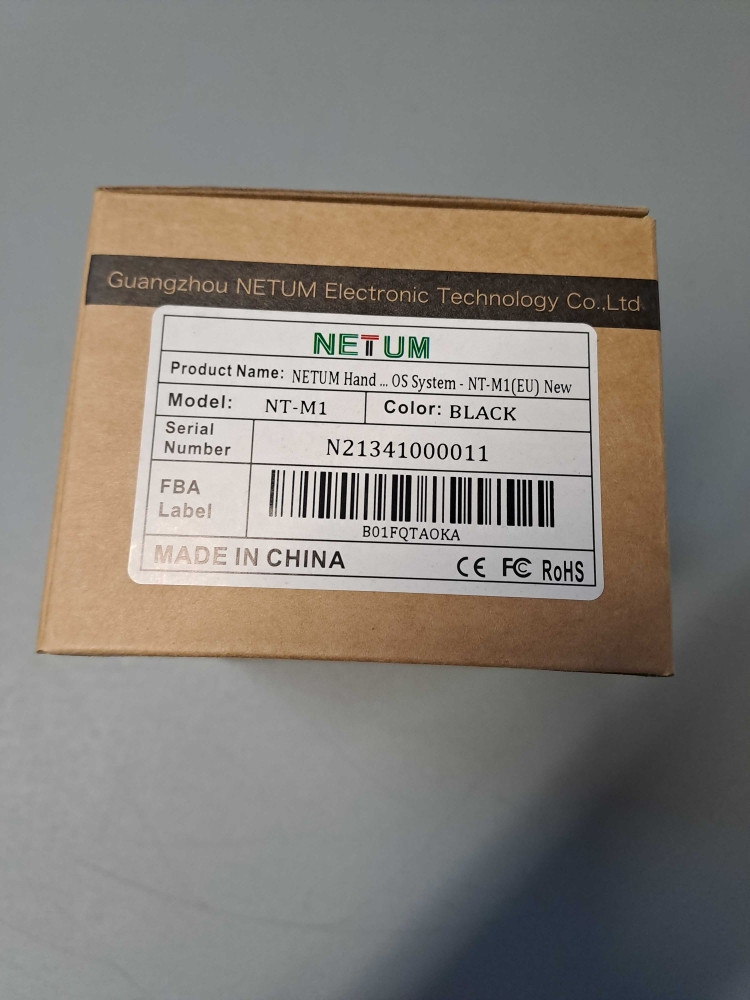 Guangzhou NETUM Electronic Technology Co.,Ltd
NETUM
Product Name: NETUM Hand ... OS System - NT-M1(EU) New
Model: NT-M1 Color: BLACK
Serial Number N21341000011
FBA Label
B01FQTAOKA
MADE IN CHINA CE FC RoHS